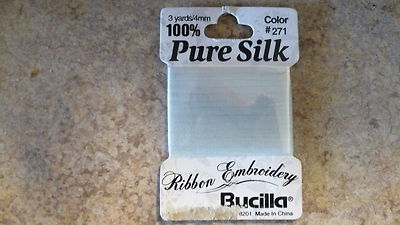 3 yards/4mm Color
100% #271
Pure Silk
Ribbon Embroidery
Bucilla®
8201 Made In China